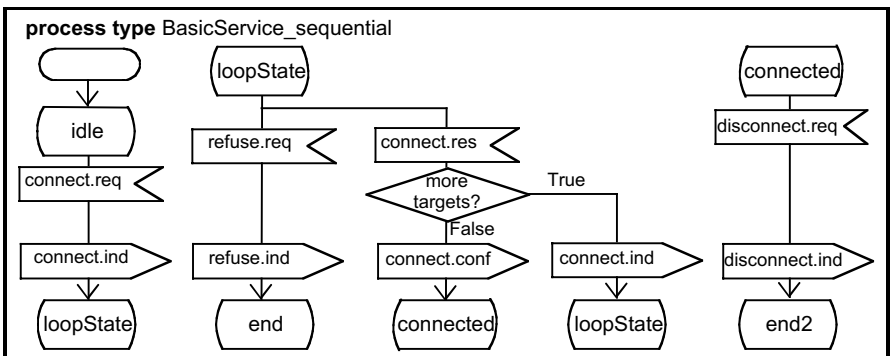 process type BasicService_sequential
loopState
connected
idle
refuse.req
connect.res
disconnect.req
connect.req
more
targets?
True
False
connect.ind
refuse.ind
connect.conf
connect.ind
disconnect.ind
loopState
end
connected
loopState
end2